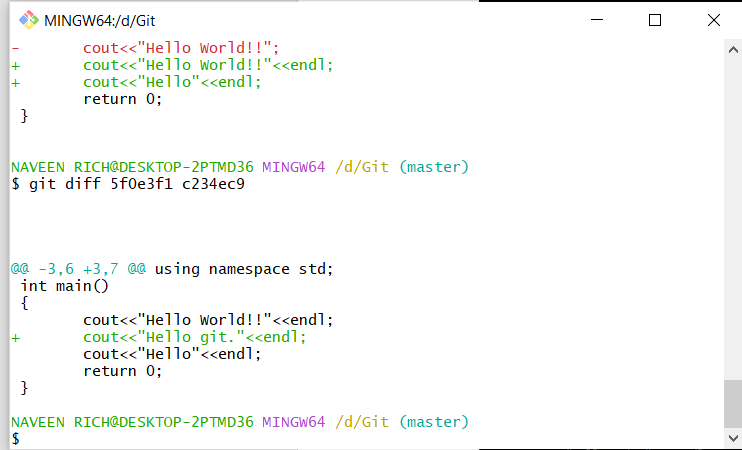 MINGW64:/d/Git
-       cout<<"Hello World!!";
+       cout<<"Hello World!!"<<endl;
+       cout<<"Hello"<<endl;
        return 0;
 }
NAVEEN RICH@DESKTOP-2PTMD36 MINGW64 /d/Git (master)
$ git diff 5f0e3f1 c234ec9
@@ -3,6 +3,7 @@ using namespace std;
 int main()
 {
        cout<<"Hello World!!"<<endl;
+       cout<<"Hello git."<<endl;
        cout<<"Hello"<<endl;
        return 0;
 }
NAVEEN RICH@DESKTOP-2PTMD36 MINGW64 /d/Git (master)
$